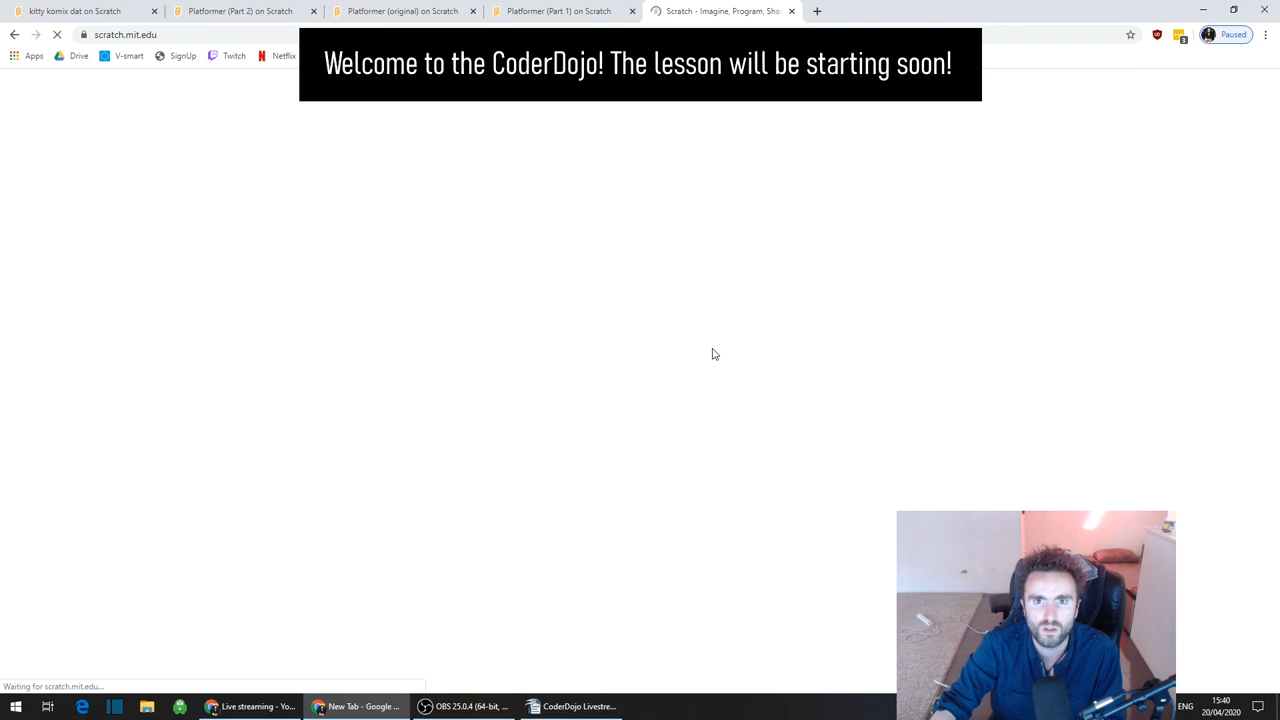 kitty komix dat on Scratch
Platformer (Part 2) on Scratch
Platformer (original) on Scratch
Platformer (Part 1) on Scratch
Scratch - Imagine, Program, Sha
scratch.mit.edu
3
Paused
Apps
Drive
V-smart
SignUp
Twitch
Netflix
Welcome to the CoderDojo! The lesson will be starting soon!
Waiting for scratch.mit.edu...
Live streaming - Yo...
New Tab - Google ...
OBS 25.0.4 (64-bit, ...
CoderDojo Livestre...
ENG
15:40
20/04/2020